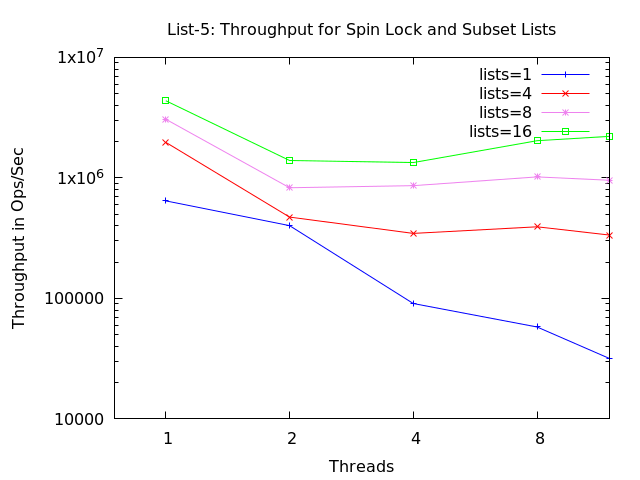 List-5: Throughput for Spin Lock and Subset Lists
1x10⁷
lists=1
lists=4
lists=8
lists=16
1x10⁶
Throughput in Ops/Sec
100000
10000
1 2 4 8
Threads